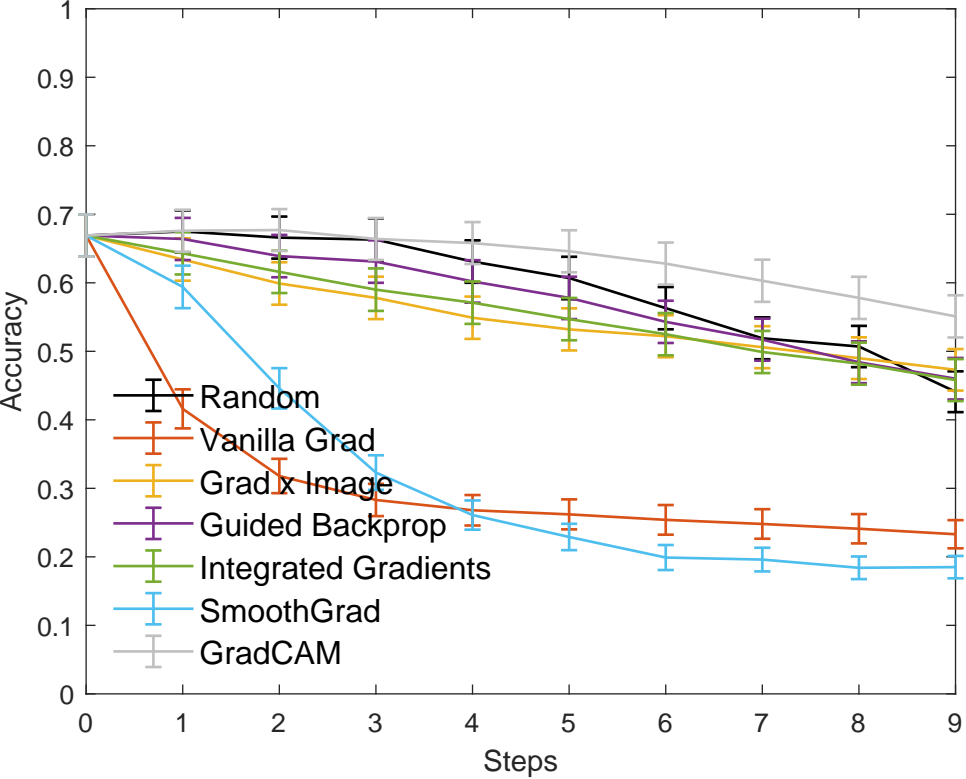 1
0.9
0.8
0.7
0.6
0.5
0.4
0.3
0.2
0.1
0
Accuracy
Random
Vanilla Grad
Grad x Image
Guided Backprop
Integrated Gradients
SmoothGrad
GradCAM
0 1 2 3 4 5 6 7 8 9
Steps